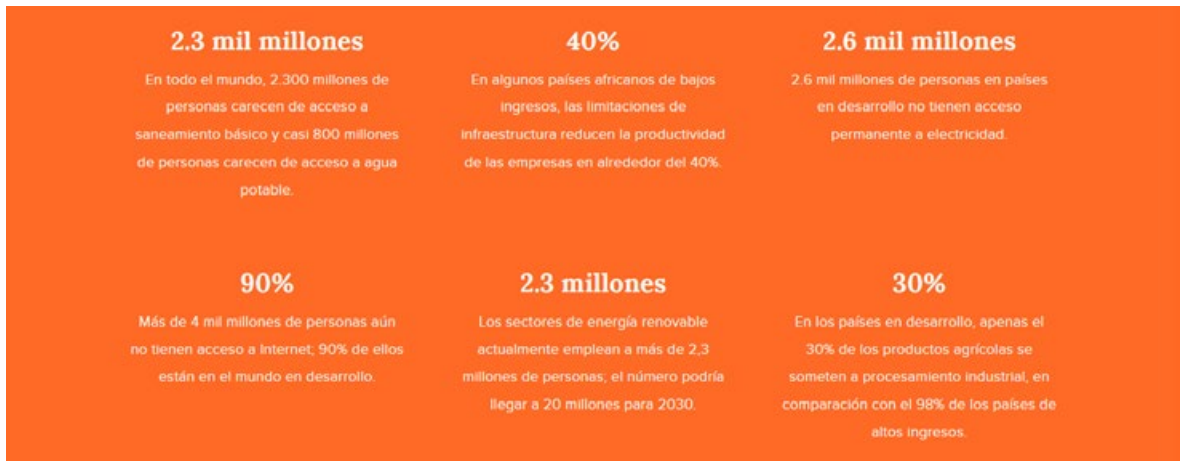 2.3 mil millones
En todo el mundo, 2.300 millones de
personas carecen de acceso a
saneamiento básico y casi 800 millones
de personas carecen de acceso a agua
potable.
40%
En algunos países africanos de bajos
ingresos, las limitaciones de
infraestructura reducen la productividad
de las empresas en alrededor del 40%.
2.6 mil millones
2.6 mil millones de personas en países
en desarrollo no tienen acceso
permanente a electricidad.
90%
Más de 4 mil millones de personas aún
no tienen acceso a Internet; 90% de ellos
están en el mundo en desarrollo.
2.3 millones
Los sectores de energía renovable
actualmente emplean a más de 2,3
millones de personas; el número podría
llegar a 20 millones para 2030.
30%
En los países en desarrollo, apenas el
30% de los productos agrícolas se
someten a procesamiento industrial, en
comparación con el 98% de los países de
altos ingresos.